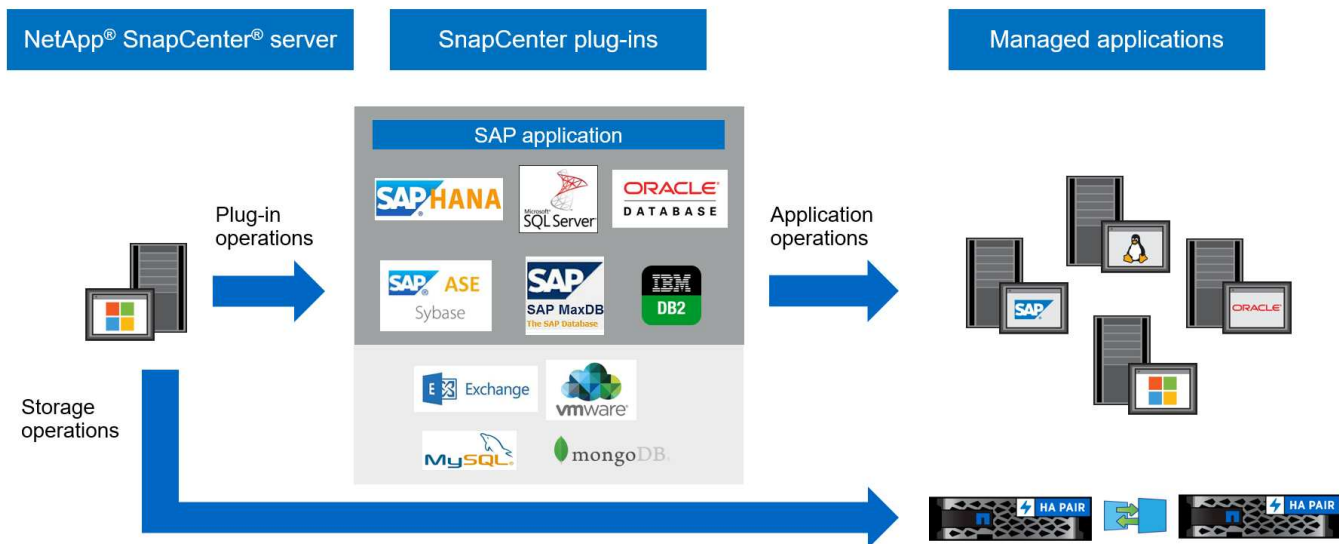 NetApp® SnapCenter® server
SnapCenter plug-ins
Managed applications
SAP application
SAP® HANA
Microsoft®
SQL Server®
ORACLE®
DATABASE
Plug-in
operations
Application
operations
SAP® ASE
Sybase
SAP
SAP MaxDB
The SAP Database
IBM
DB2
SAP
ORACLE®
E Exchange
vmware®
Storage
operations
MySQL®
mongoDB.
HA PAIR
HA PAIR